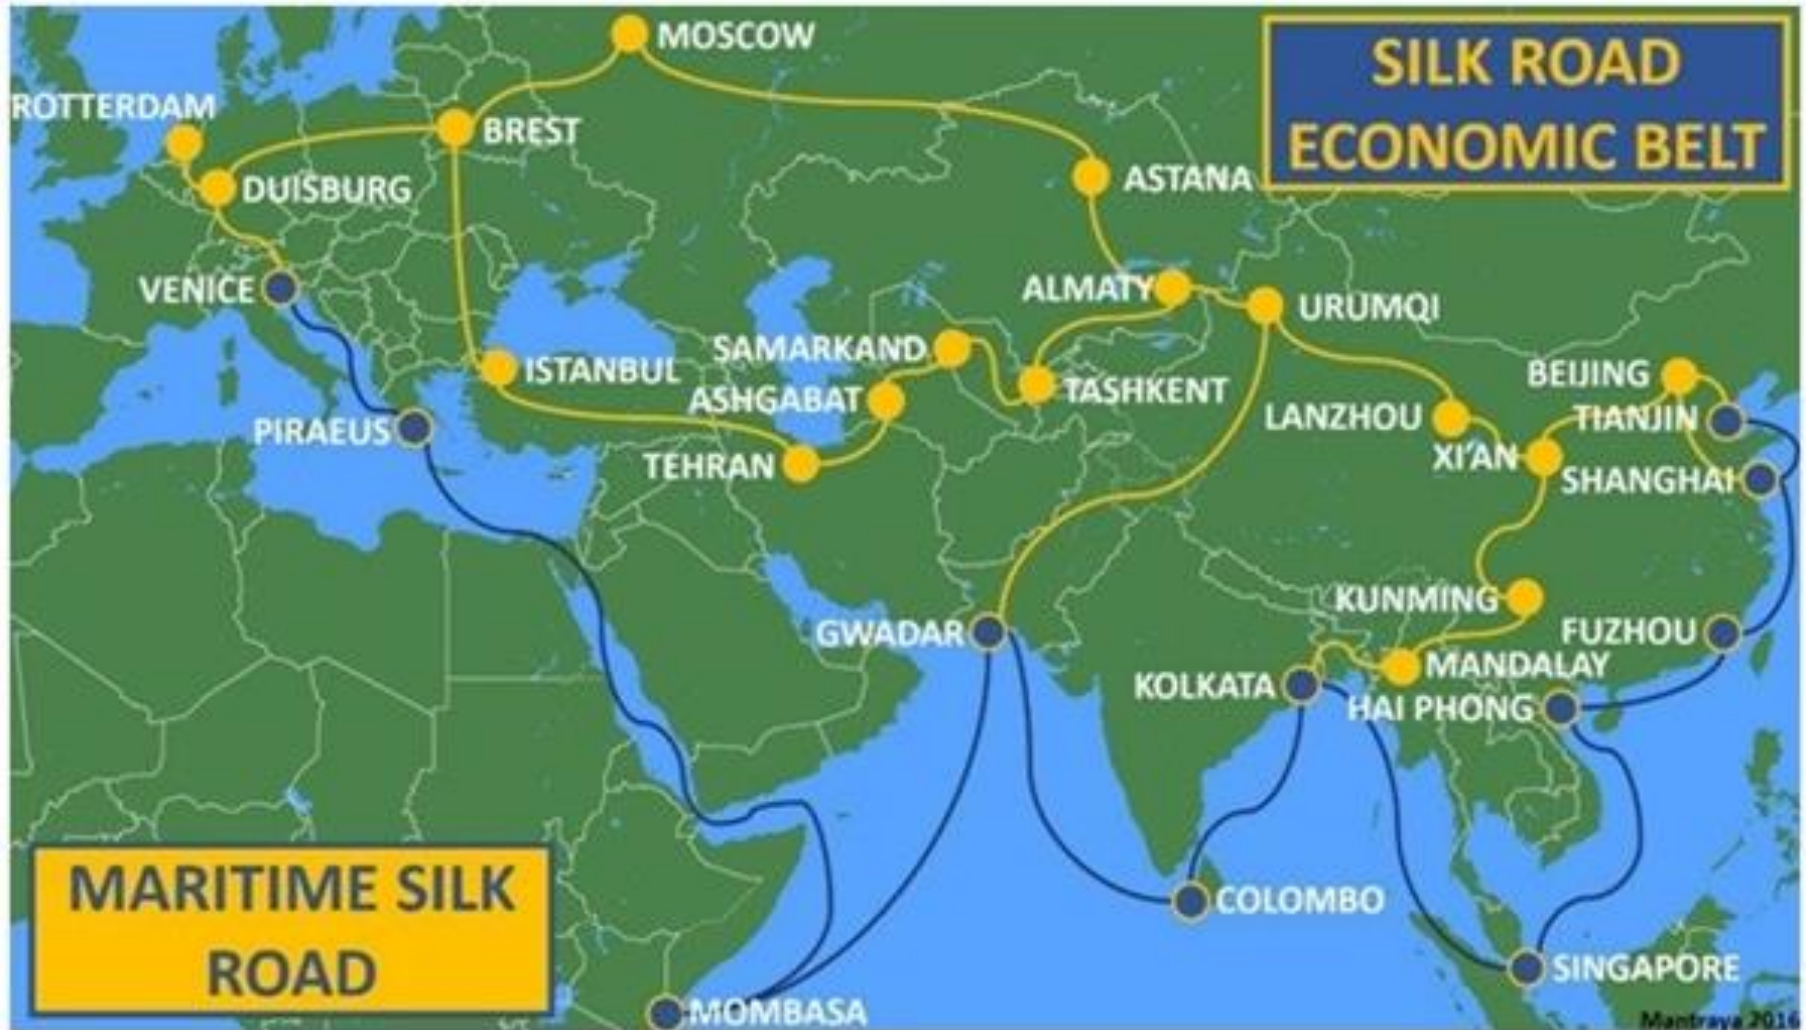 MOSCOW
SILK ROAD
ECONOMIC BELT
ROTTERDAM
BREST
DUISBURG
ASTANA
VENICE
ALMATY
URUMQI
SAMARKAND
ISTANBUL
ASHGABAT
TASHKENT
BEIJING
LANZHOU
TIANJIN
PIRAEUS
TEHRAN
XI'AN
SHANGHAI
KUNMING
GWADAR
FUZHOU
KOLKATA
MANDALAY
HAI PHONG
MARITIME SILK
ROAD
COLOMBO
SINGAPORE
MOMBASA
Mantraya 2016